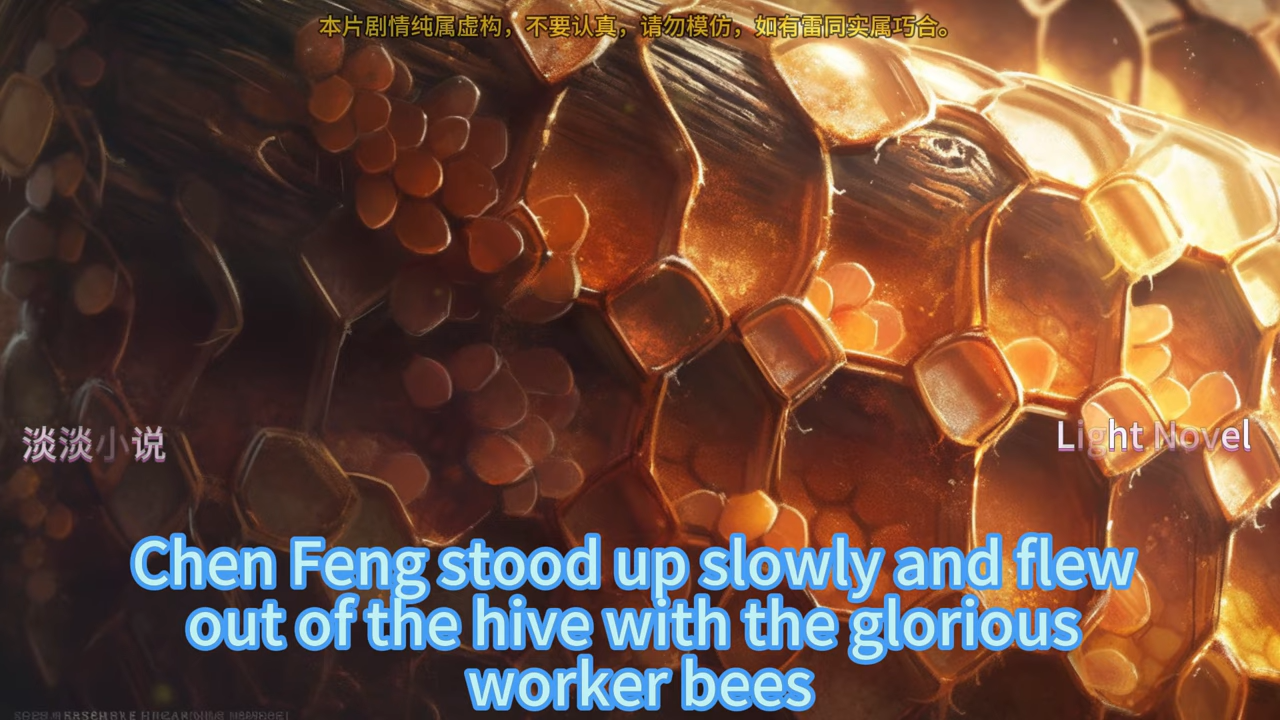 本片剧情纯属虚构，不要认真，请勿模仿，如有雷同实属巧合。
淡淡小说
Light Novel
Chen Feng stood up slowly and flew
out of the hive with the glorious
worker bees